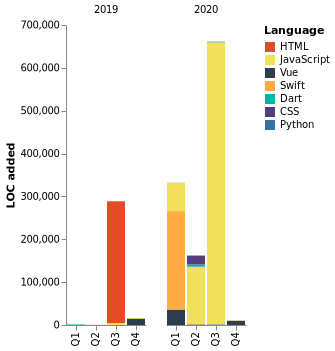 2019
2020
Language
HTML
JavaScript
Vue
Swift
Dart
CSS
Python
LOC added
700,000
600,000
500,000
400,000
300,000
200,000
100,000
0
Q1
Q2
Q3
Q4
Q1
Q2
Q3
Q4